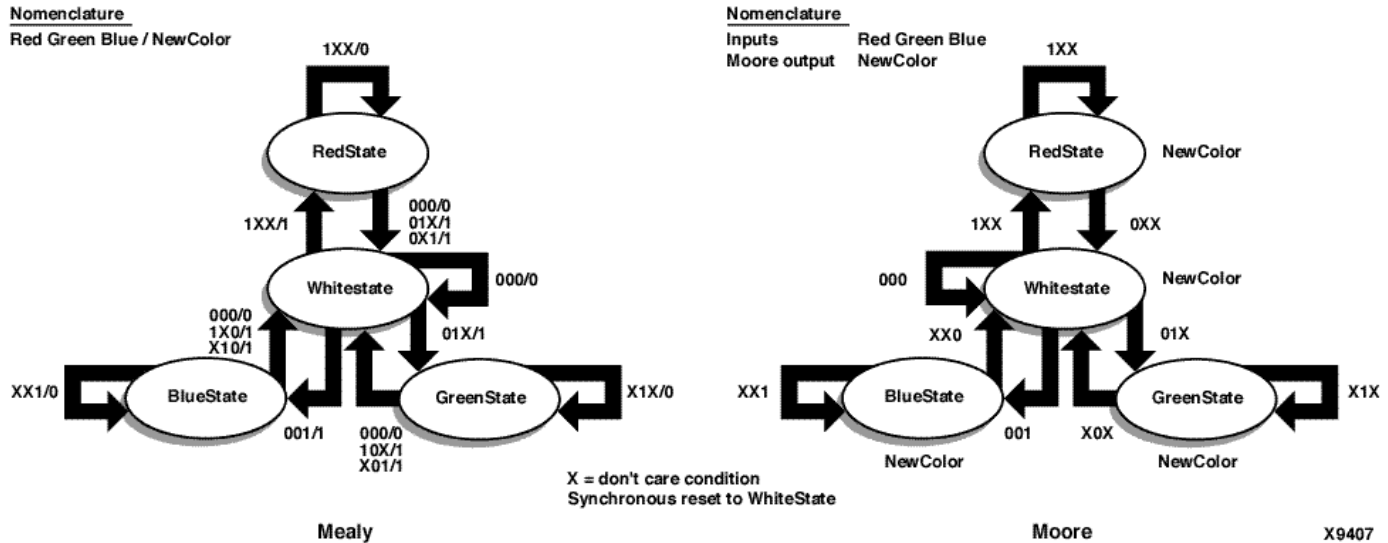 Nomenclature
Red Green Blue / NewColor
1XX/0
RedState
1XX/1
000/0
01X/1
0X1/1
Whitestate
000/0
000/0
1X0/1
X10/1
01X/1
XX1/0
BlueState
001/1
GreenState
X1X/0
000/0
10X/1
X01/1
Mealy
X = don't care condition
Synchronous reset to WhiteState
Nomenclature
Inputs Red Green Blue
Moore output NewColor
1XX
RedState NewColor
1XX
0XX
000
Whitestate NewColor
XX0
01X
XX1
BlueState
001
X0X
GreenState
X1X
NewColor
NewColor
Moore
X9407